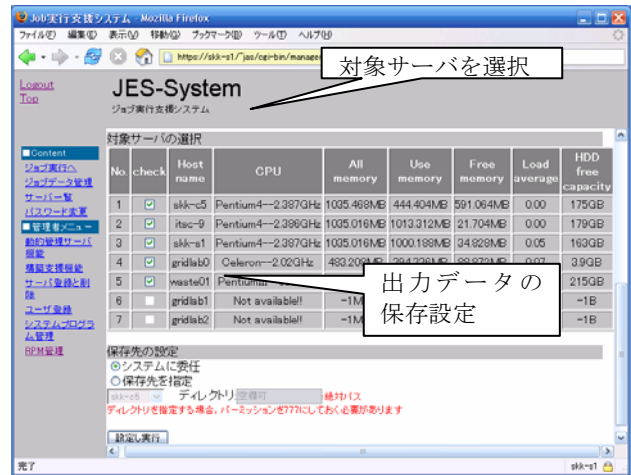 Job実行支援システム - Mozilla Firefox
ファイル(F) 編集(E) 表示(V) 移動(G) ブックマーク(B) ツール(T) ヘルプ(H)
https://skk-s1/~jas/cgi-bin/manager
対象サーバを選択
Logout
Top
JES-System
ジョブ実行支援システム
■Content
ジョブ実行へ
ジョブデータ管理
サーバ一覧
パスワード変更
■管理者メニュー
動的管理サーバ機能
構築支援機能
サーバ登録と削除
ユーザ登録
システムプログラム管理
RPM管理
対象サーバの選択
No. check Host name CPU All memory Use memory Free memory Load average HDD free capacity
1 skk-c5 Pentium4--2.387GHz 1035.468MB 444.404MB 591.064MB 0.00 175GB
2 itsc-9 Pentium4--2.386GHz 1035.016MB 1013.312MB 21.704MB 0.00 179GB
3 skk-s1 Pentium4--2.387GHz 1035.016MB 1000.188MB 34.828MB 0.05 163GB
4 gridlab0 Celeron--2.02GHz 0.07 3.9GB
5 waste01 215GB
6 gridlab1 Not available!! -1M -1B
7 gridlab2 Not available!! -1M -1B
出力データの
保存設定
保存先の設定
システムに委任
保存先を指定
skk-c5 ディレクトリ:空欄可 絶対パス
ディレクトリを指定する場合, パーミッションを777にしておく必要があります
設定し実行
完了 skk-s1